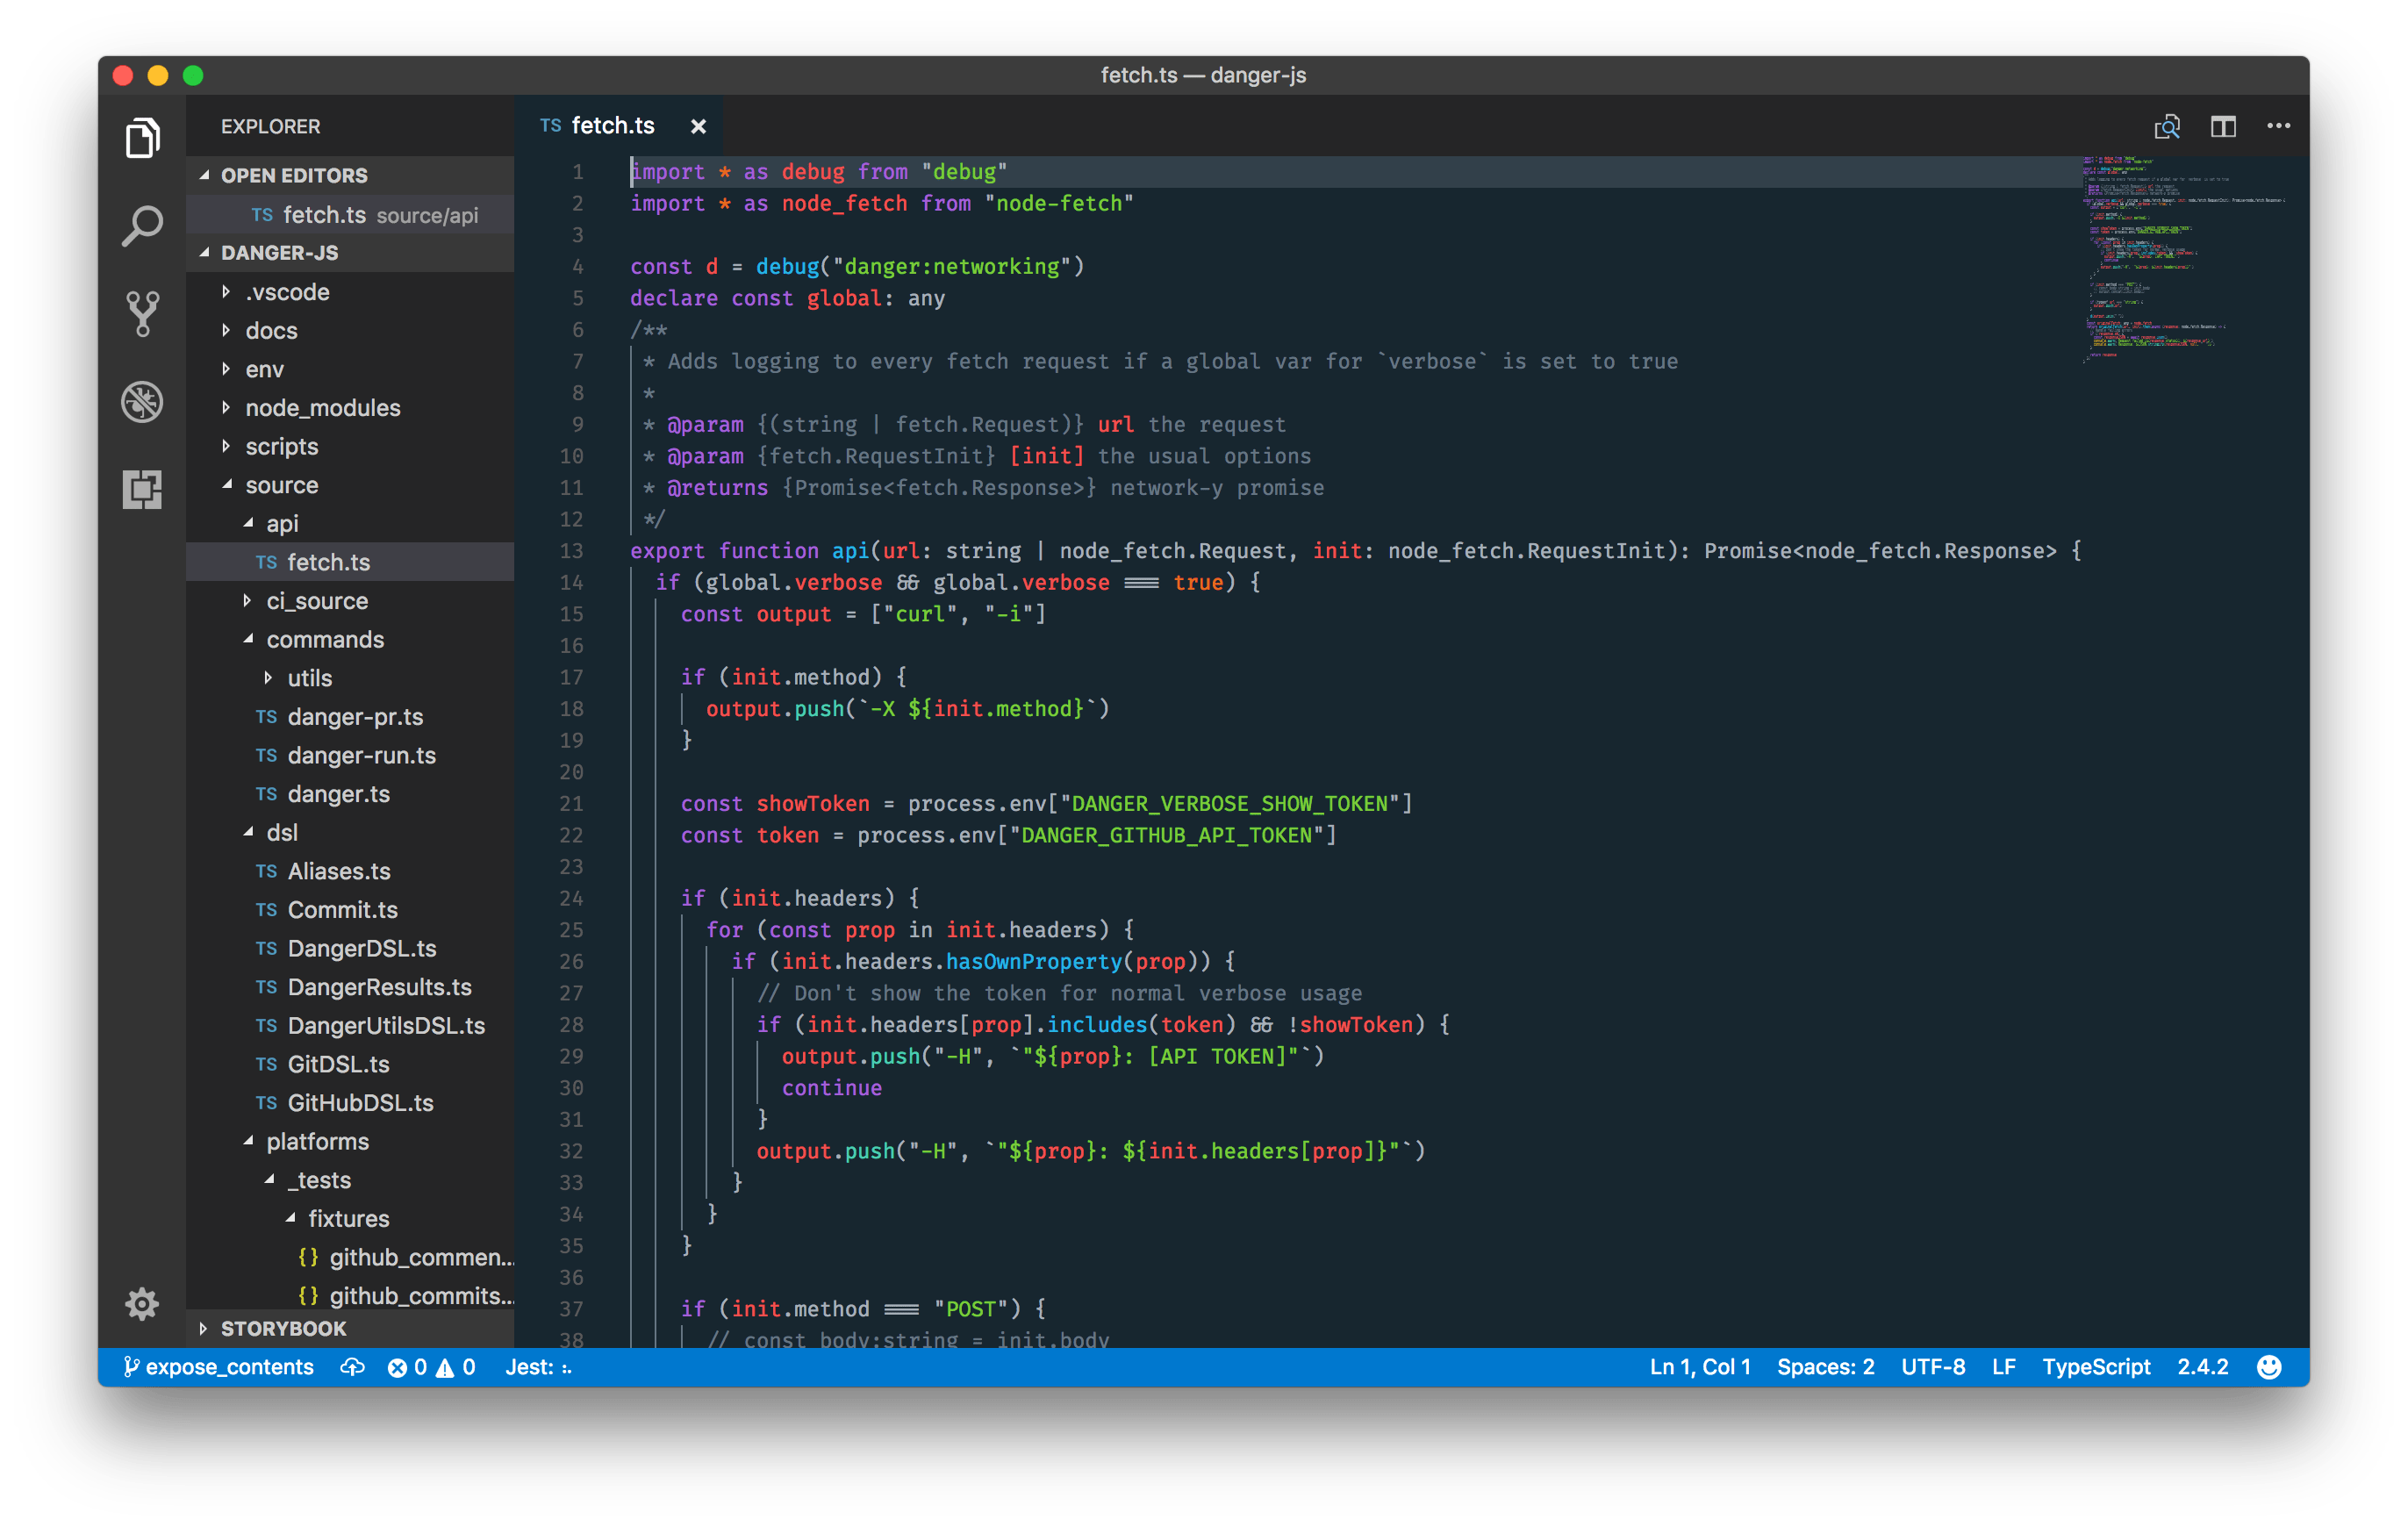 fetch.ts — danger-js
EXPLORER
OPEN EDITORS
TS fetch.ts source/api
DANGER-JS
.vscode
docs
env
node_modules
scripts
source
api
TS fetch.ts
ci_source
commands
utils
TS danger-pr.ts
TS danger-run.ts
TS danger.ts
dsl
TS Aliases.ts
TS Commit.ts
TS DangerDSL.ts
TS DangerResults.ts
TS DangerUtilsDSL.ts
TS GitDSL.ts
TS GitHubDSL.ts
platforms
_tests
fixtures
{} github_commen...
{} github_commits...
STORYBOOK
TS fetch.ts
1 import * as debug from "debug"
2 import * as node_fetch from "node-fetch"
3
4 const d = debug("danger:networking")
5 declare const global: any
6 /**
7 * Adds logging to every fetch request if a global var for `verbose` is set to true
8 *
9 * @param {(string | fetch.Request)} url the request
10 * @param {fetch.RequestInit} [init] the usual options
11 * @returns {Promise<fetch.Response>} network-y promise
12 */
13 export function api(url: string | node_fetch.Request, init: node_fetch.RequestInit): Promise<node_fetch.Response> {
14 if (global.verbose && global.verbose === true) {
15 const output = ["curl", "-i"]
16
17 if (init.method) {
18 output.push(`-X ${init.method}`)
19 }
20
21 const showToken = process.env["DANGER_VERBOSE_SHOW_TOKEN"]
22 const token = process.env["DANGER_GITHUB_API_TOKEN"]
23
24 if (init.headers) {
25 for (const prop in init.headers) {
26 if (init.headers.hasOwnProperty(prop)) {
27 // Don't show the token for normal verbose usage
28 if (init.headers[prop].includes(token) && !showToken) {
29 output.push("-H", `"${prop}: [API TOKEN]"`)
30 continue
31 }
32 output.push("-H", `"${prop}: ${init.headers[prop]}"`)
33 }
34 }
35 }
36
37 if (init.method === "POST") {
38 // const body:string = init.body
expose_contents 0 0 Jest: :.
Ln 1, Col 1 Spaces: 2 UTF-8 LF TypeScript 2.4.2